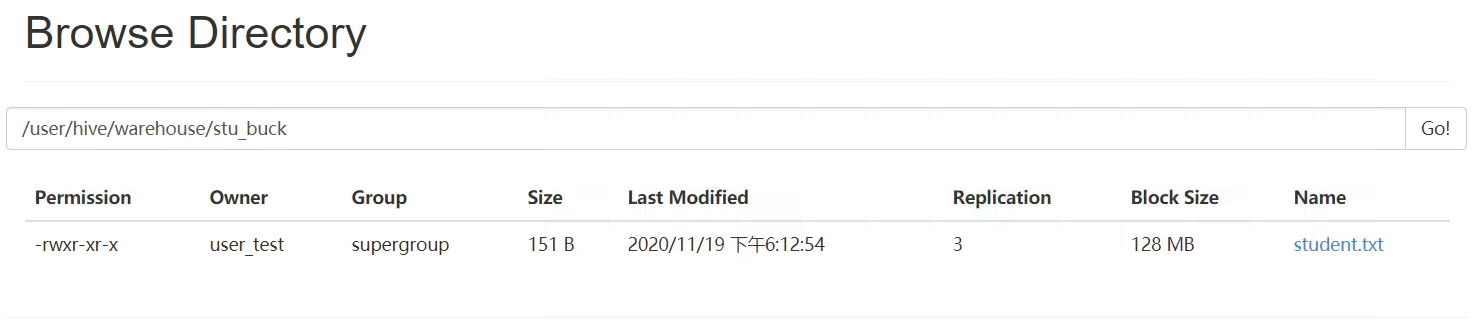 Browse Directory
/user/hive/warehouse/stu_buck Go!
Permission Owner Group Size Last Modified Replication Block Size Name
-rwxr-xr-x user_test supergroup 151 B 2020/11/19 下午6:12:54 3 128 MB student.txt